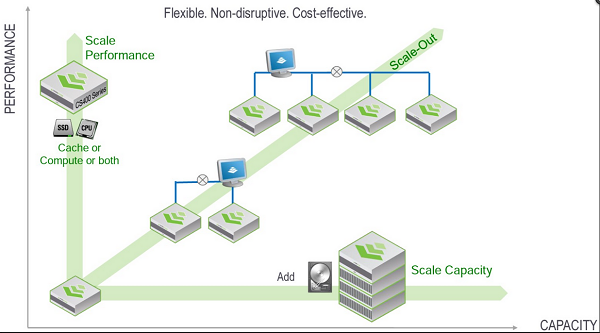 Flexible. Non-disruptive. Cost-effective.
PERFORMANCE
Scale
Performance
CS400 Series
SSD
CPU
Cache or
Compute or both
Scale-Out
Add
Scale Capacity
CAPACITY